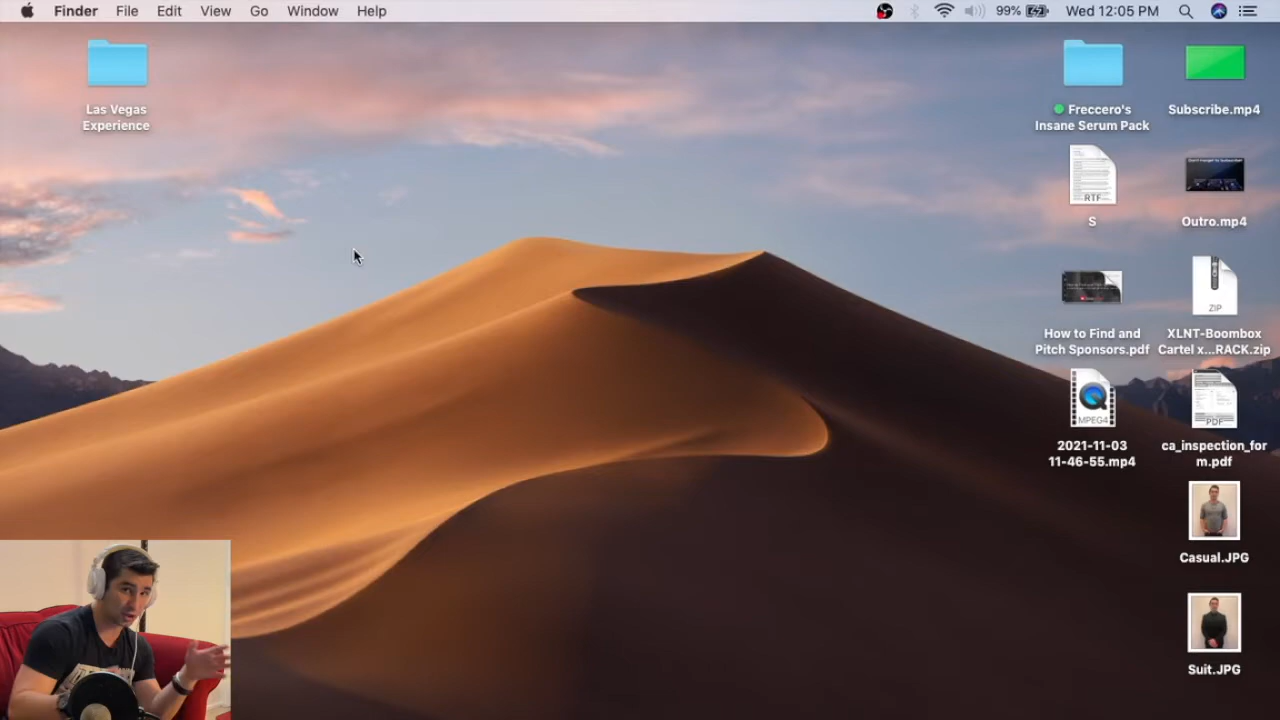 Finder File Edit View Go Window Help 99% Wed 12:05 PM
Las Vegas
Experience
Freccero's
Insane Serum Pack
Subscribe.mp4
RTF
S
Outro.mp4
How to Find and
Pitch Sponsors.pdf
ZIP
XLNT-Boombox
Cartel x...RACK.zip
MPEG4
2021-11-03
11-46-55.mp4
PDF
ca_inspection_for
m.pdf
Casual.JPG
Suit.JPG